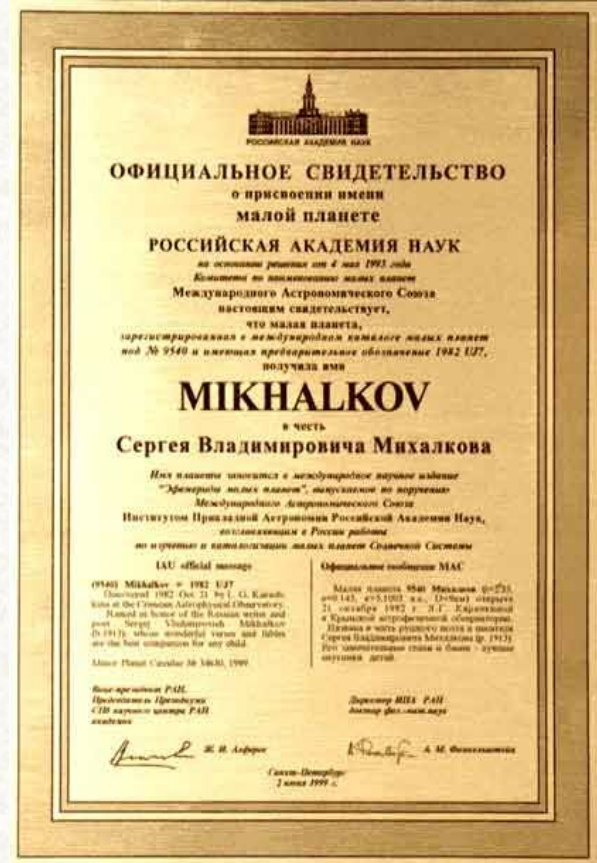 РОССИЙСКАЯ АКАДЕМИЯ НАУК
ОФИЦИАЛЬНОЕ СВИДЕТЕЛЬСТВО
о присвоении имени
малой планете
РОССИЙСКАЯ АКАДЕМИЯ НАУК
на основании решения от 4 мая года
Комитета по наименованию малых планет
Международного Астрономического Союза
настоящим свидетельствует,
что малая планета,
зарегистрированная в международном каталоге малых планет
под № 9540 и имеющая предварительное обозначение 1982 UJ7,
получила имя
MIKHALKOV
в честь
Сергея Владимировича Михалкова
Имя планеты заносится в международное научное издание
"Эфемериды малых планет", выпускаемое по поручению
Международного Астрономического Союза
Институтом Прикладной Астрономии Российской Академии Наук,
возглавляющим в России работы
по изучению и каталогизации малых планет Солнечной Системы
IAU official message
(9540) Mikhalkov = 1982 UJ7
Discovered 1982 Oct. 21 by L. G. Karach-
kina at the Crimean Astrophysical Observatory.
Named in honor of the Russian writer and
poet Sergej Vladimirovich Mikhalkov
(b.1913), whose wonderful verses and fables
are the best companion for any child.
Minor Planet Circular № 34630, 1999
Официальное сообщение МАС
Малая планета 9540 Михалков
открыта
21 октября 1982 г. Л.Г. Карачкиной
в Крымской астрофизической обсерватории.
Названа в честь русского поэта и писателя
Сергея Владимировича Михалкова (р. 1913).
Его замечательные стихи и басни - лучшие
спутники детей.
Вице-президент РАН,
Председатель Президиума
СПб научного центра РАН
академик
Ж. И. Алферов
Директор ИПА РАН
доктор физ.-мат.наук
А. М. Финкельштейн
Санкт-Петербург
2 июня 1999 г.